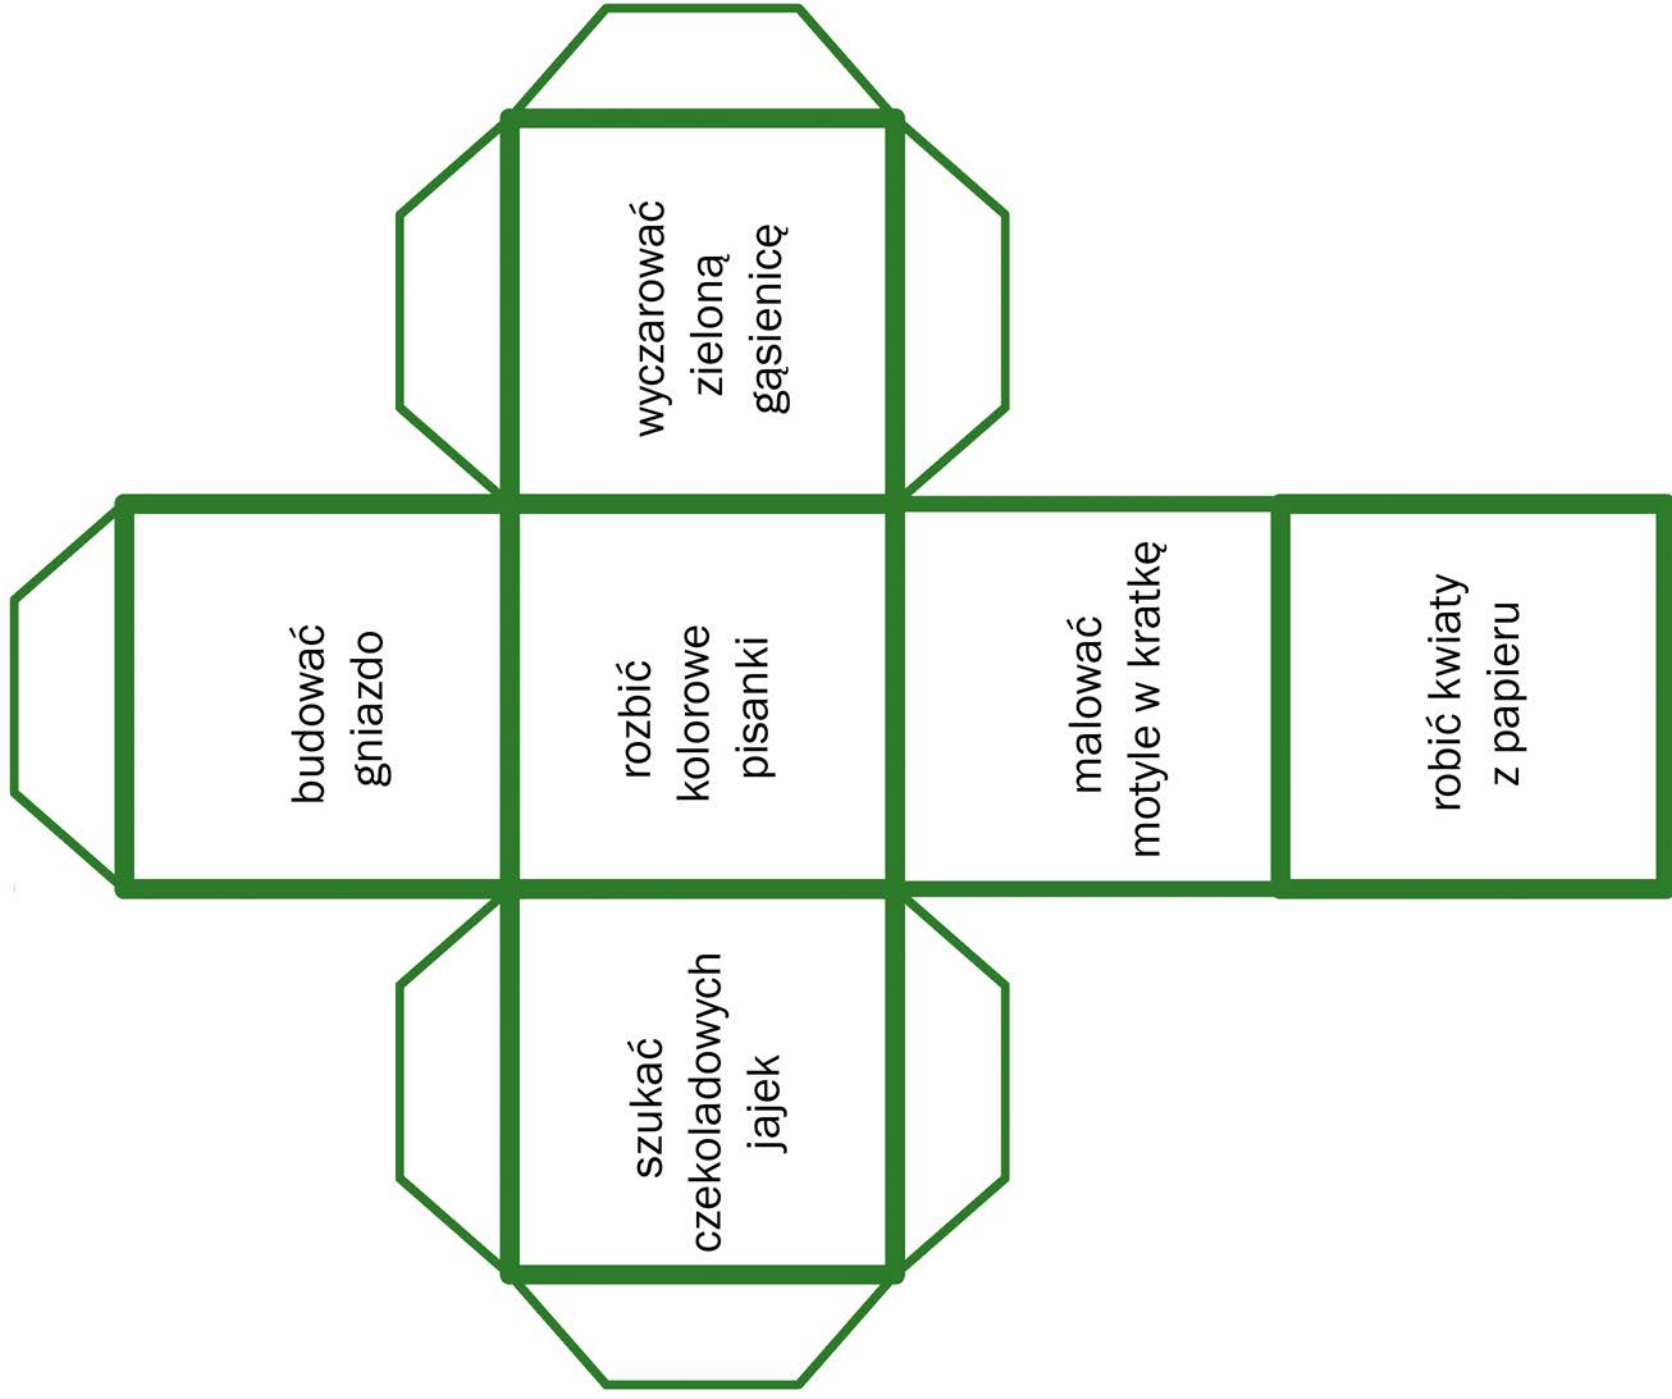 budować
gniazdo
wyczarować
zieloną
gąsienicę
rozbić
kolorowe
pisanki
szukać
czekoladowych
jajek
malować
motyle w kratkę
robić kwiaty
z papieru